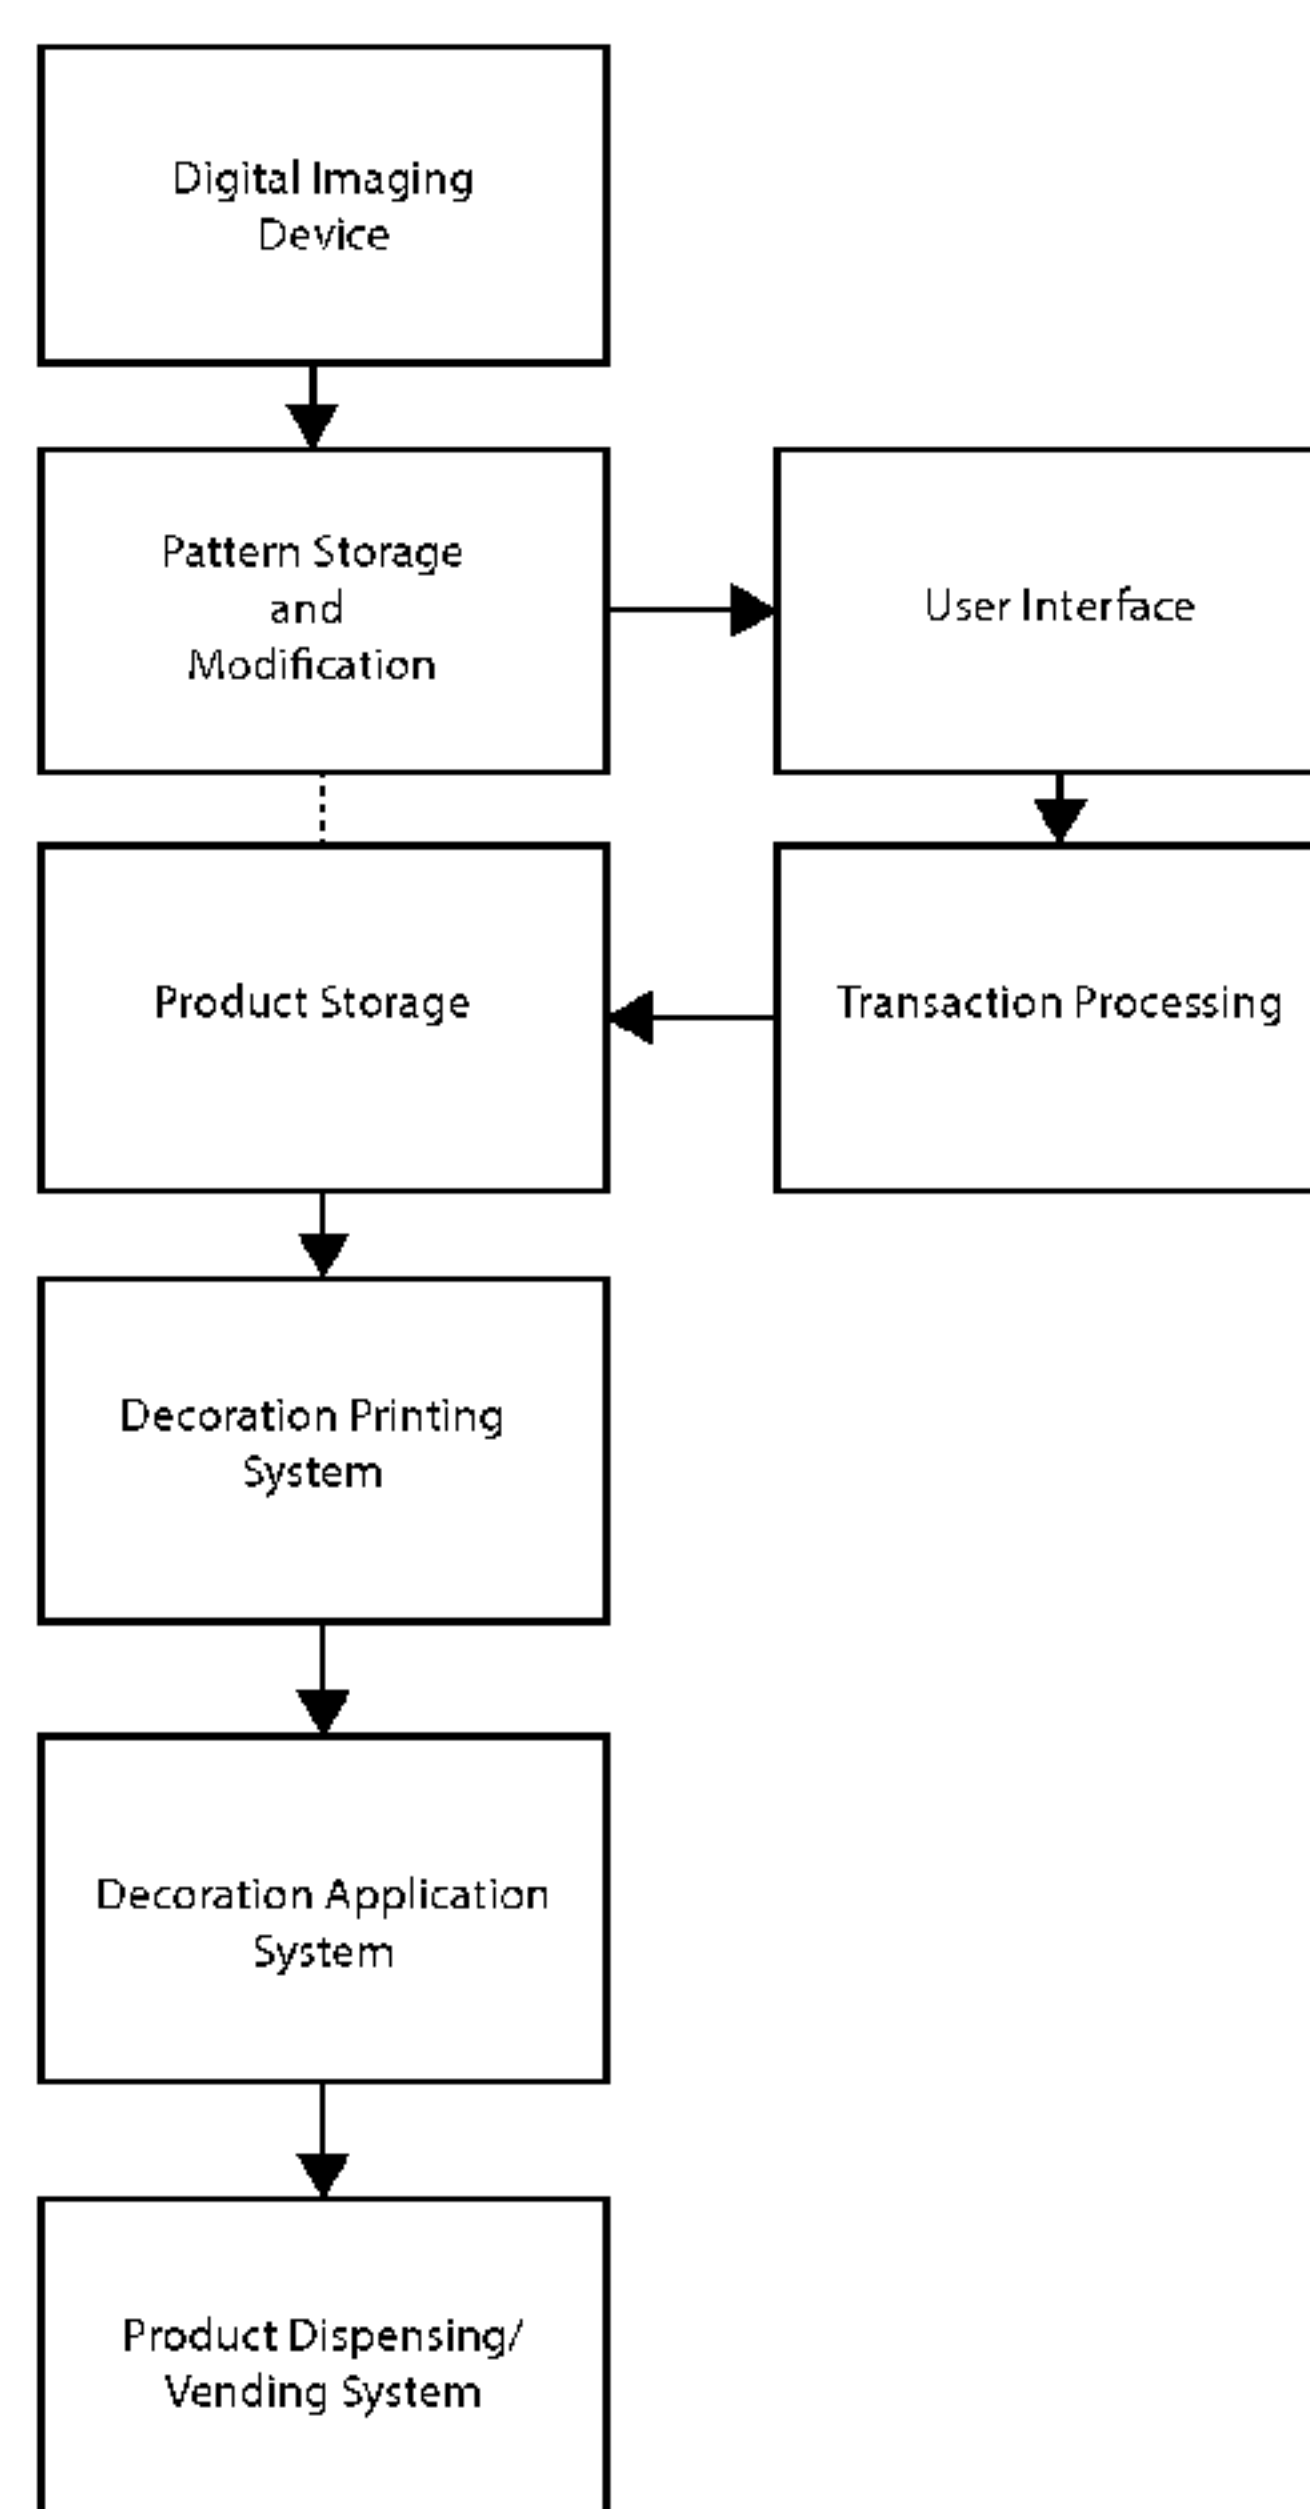 Digital Imaging
Device
Pattern Storage
and
Modification
User Interface
Product Storage
Transaction Processing
Decoration Printing
System
Decoration Application
System
Product Dispensing/
Vending System